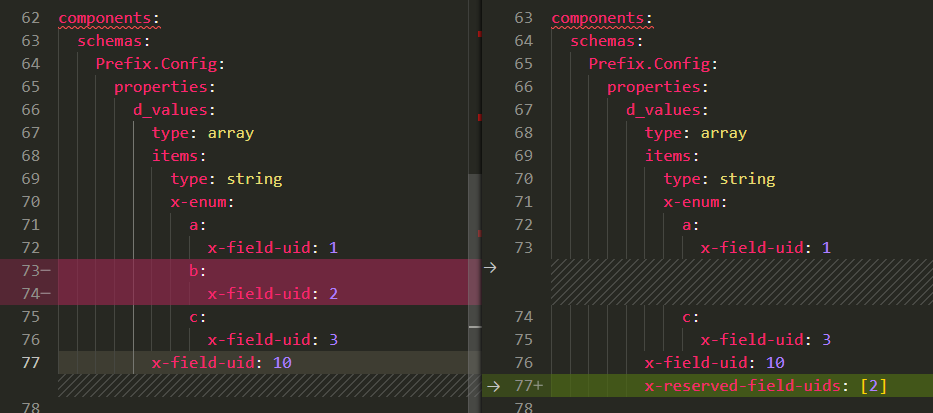 62 components:
63 schemas:
64 Prefix.Config:
65 properties:
66 d_values:
67 type: array
68 items:
69 type: string
70 x-enum:
71 a:
72 x-field-uid: 1
73− b:
74− x-field-uid: 2
75 c:
76 x-field-uid: 3
77 x-field-uid: 10
78
63 components:
64 schemas:
65 Prefix.Config:
66 properties:
67 d_values:
68 type: array
69 items:
70 type: string
71 x-enum:
72 a:
73 x-field-uid: 1
74 c:
75 x-field-uid: 3
76 x-field-uid: 10
77+ x-reserved-field-uids: [2]
78